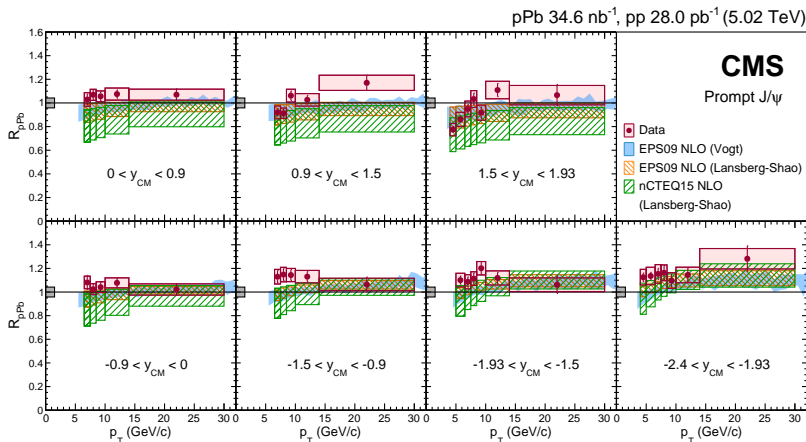 pPb 34.6 nb⁻¹, pp 28.0 pb⁻¹ (5.02 TeV)
1.6
1.4
1.2
1
0.8
0.6
0.4
0.2
0
R_pPb
0 < y_CM < 0.9
0.9 < y_CM < 1.5
1.5 < y_CM < 1.93
CMS
Prompt J/ψ
Data
EPS09 NLO (Vogt)
EPS09 NLO (Lansberg-Shao)
nCTEQ15 NLO
(Lansberg-Shao)
1.4
1.2
1
0.8
0.6
0.4
0.2
0
R_pPb
-0.9 < y_CM < 0
-1.5 < y_CM < -0.9
-1.93 < y_CM < -1.5
-2.4 < y_CM < -1.93
0 5 10 15 20 25 30
0 5 10 15 20 25 30
0 5 10 15 20 25 30
0 5 10 15 20 25 30
p_T (GeV/c)
p_T (GeV/c)
p_T (GeV/c)
p_T (GeV/c)